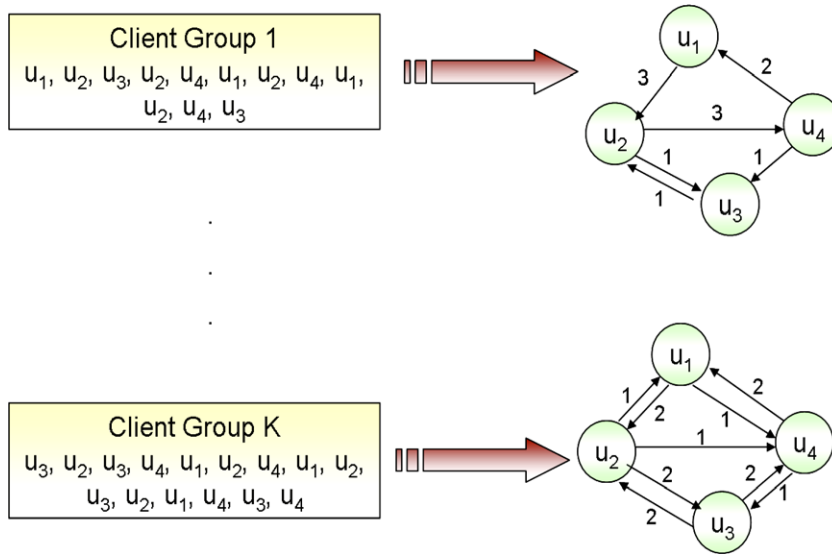 Client Group 1
u₁, u₂, u₃, u₂, u₄, u₁, u₂, u₄, u₁,
u₂, u₄, u₃
u₁
3
2
u₂
3
u₄
1
1
1
u₃
.
.
.
Client Group K
u₃, u₂, u₃, u₄, u₁, u₂, u₄, u₁, u₂,
u₃, u₂, u₁, u₄, u₃, u₄
u₁
1
2
2
1
u₂
1
u₄
2
2
1
2
u₃